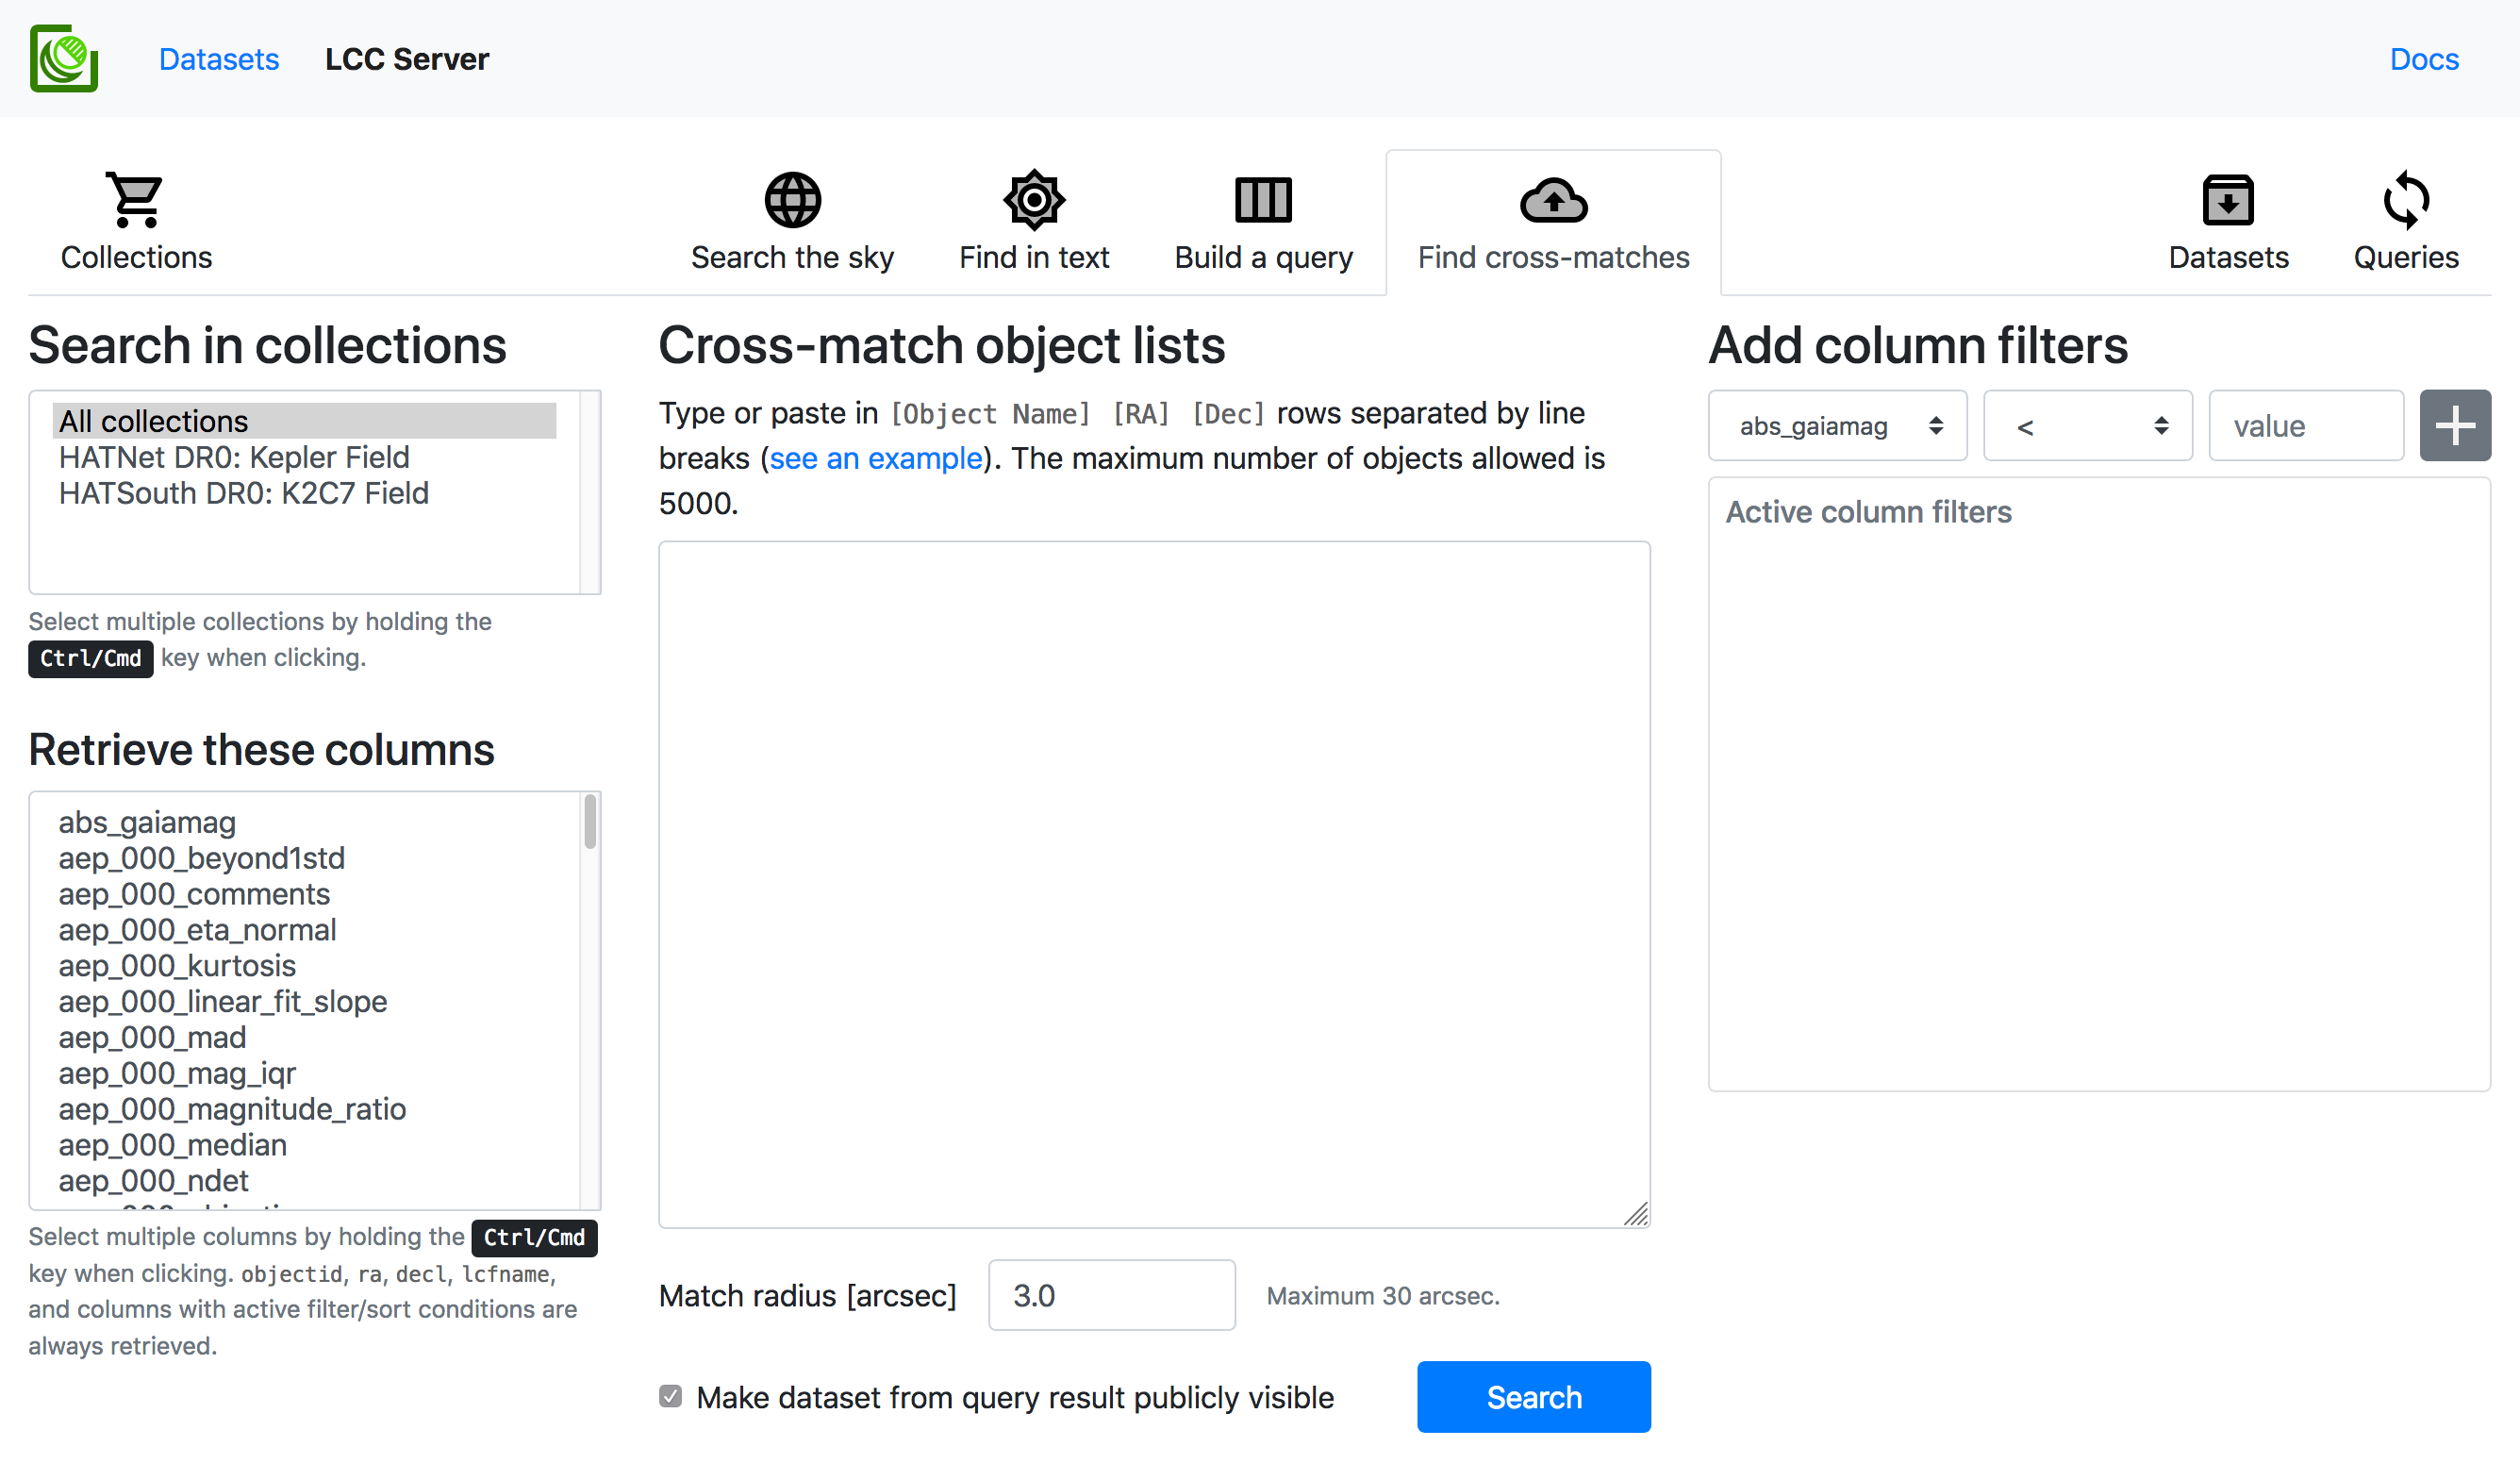 Datasets
LCC Server
Docs
Collections
Search the sky
Find in text
Build a query
Find cross-matches
Datasets
Queries
Search in collections
All collections
HATNet DR0: Kepler Field
HATSouth DR0: K2C7 Field
Select multiple collections by holding the
Ctrl/Cmd key when clicking.
Retrieve these columns
abs_gaiamag
aep_000_beyond1std
aep_000_comments
aep_000_eta_normal
aep_000_kurtosis
aep_000_linear_fit_slope
aep_000_mad
aep_000_mag_iqr
aep_000_magnitude_ratio
aep_000_median
aep_000_ndet
Select multiple columns by holding the Ctrl/Cmd
key when clicking. objectid, ra, decl, lcfname,
and columns with active filter/sort conditions are
always retrieved.
Cross-match object lists
Type or paste in [Object Name] [RA] [Dec] rows separated by line
breaks (see an example). The maximum number of objects allowed is
5000.
Match radius [arcsec]
3.0
Maximum 30 arcsec.
Make dataset from query result publicly visible
Search
Add column filters
abs_gaiamag
<
value
Active column filters